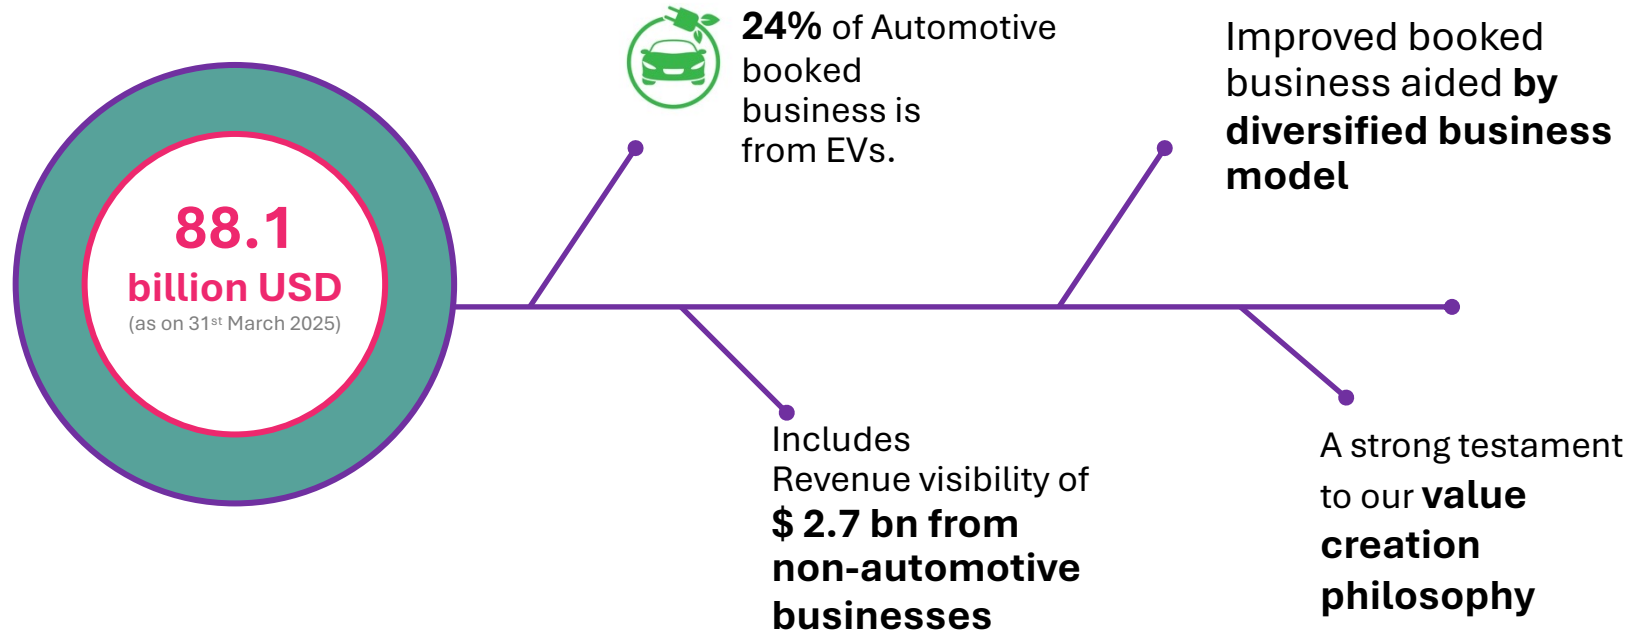 88.1
billion USD
(as on 31st March 2025)
24% of Automotive
booked
business is
from EVs.
Improved booked
business aided by
diversified business
model
Includes
Revenue visibility of
$ 2.7 bn from
non-automotive
businesses
A strong testament
to our value
creation
philosophy